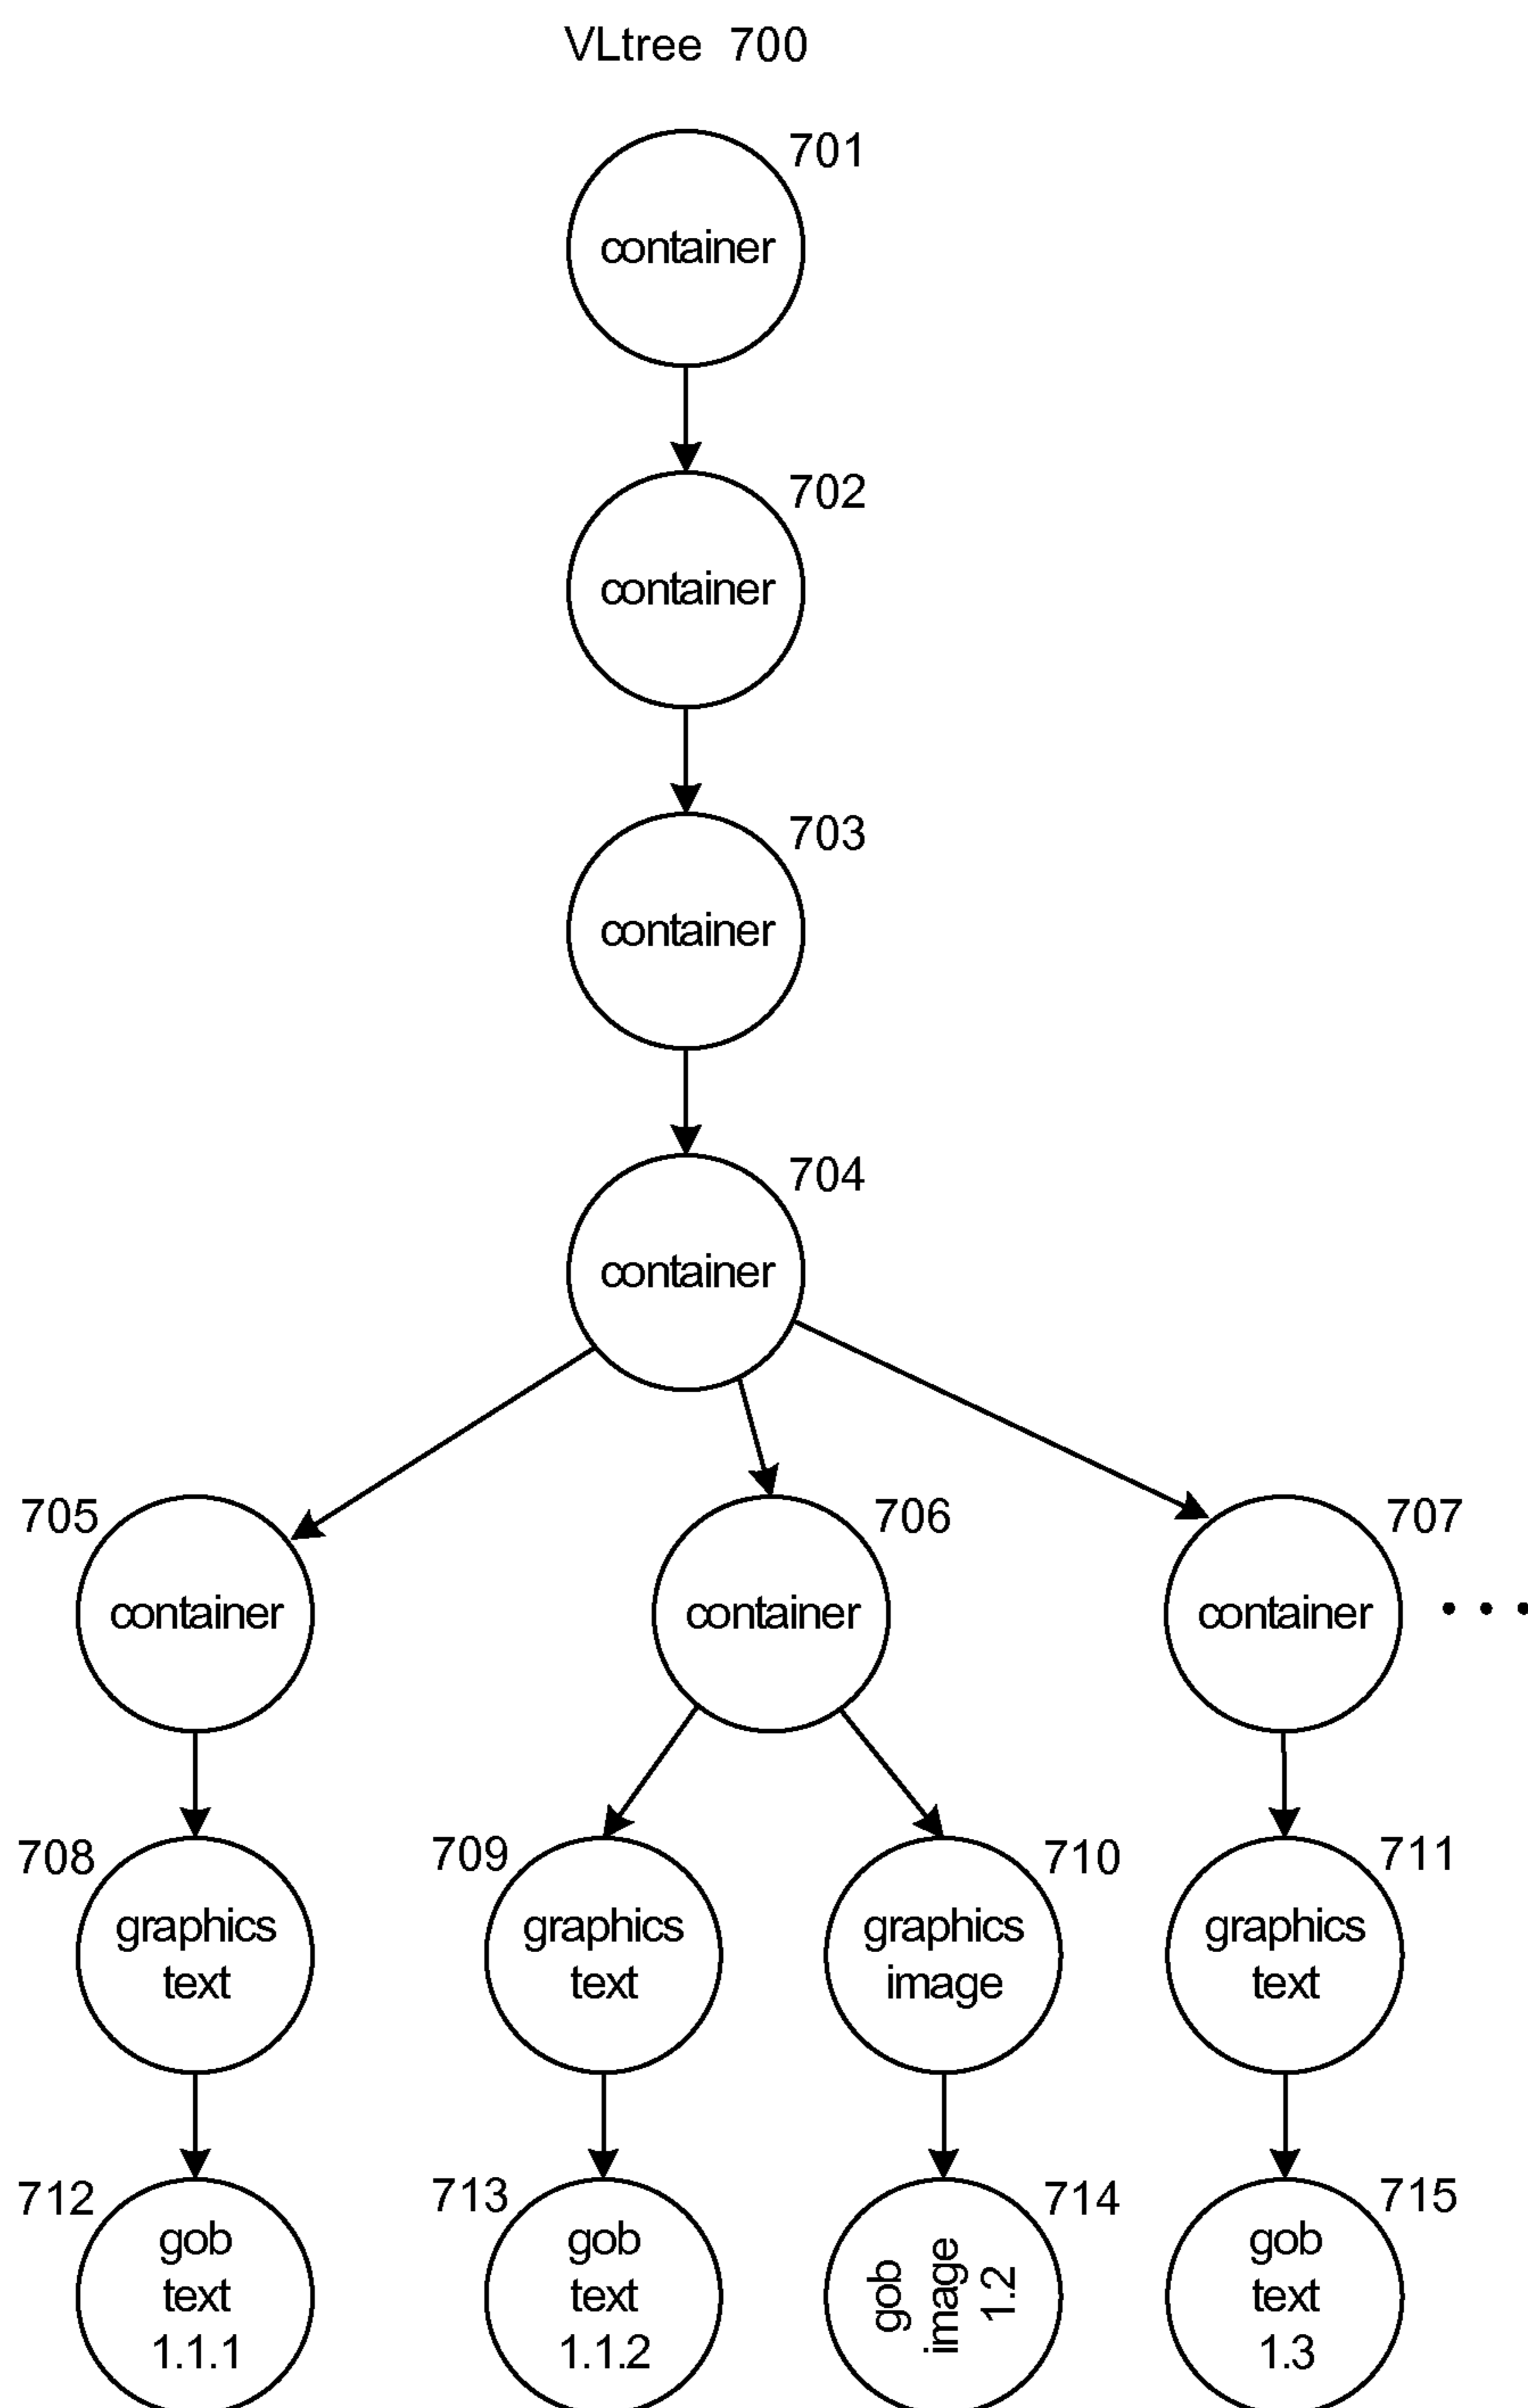 VLtree 700
701
container
702
container
703
container
704
container
705
706
707
container
container
container
• • •
708
709
710
711
graphics
text
graphics
text
graphics
image
graphics
text
712
713
714
715
gob
text
1.1.1
gob
text
1.1.2
gob
image
1.2
gob
text
1.3